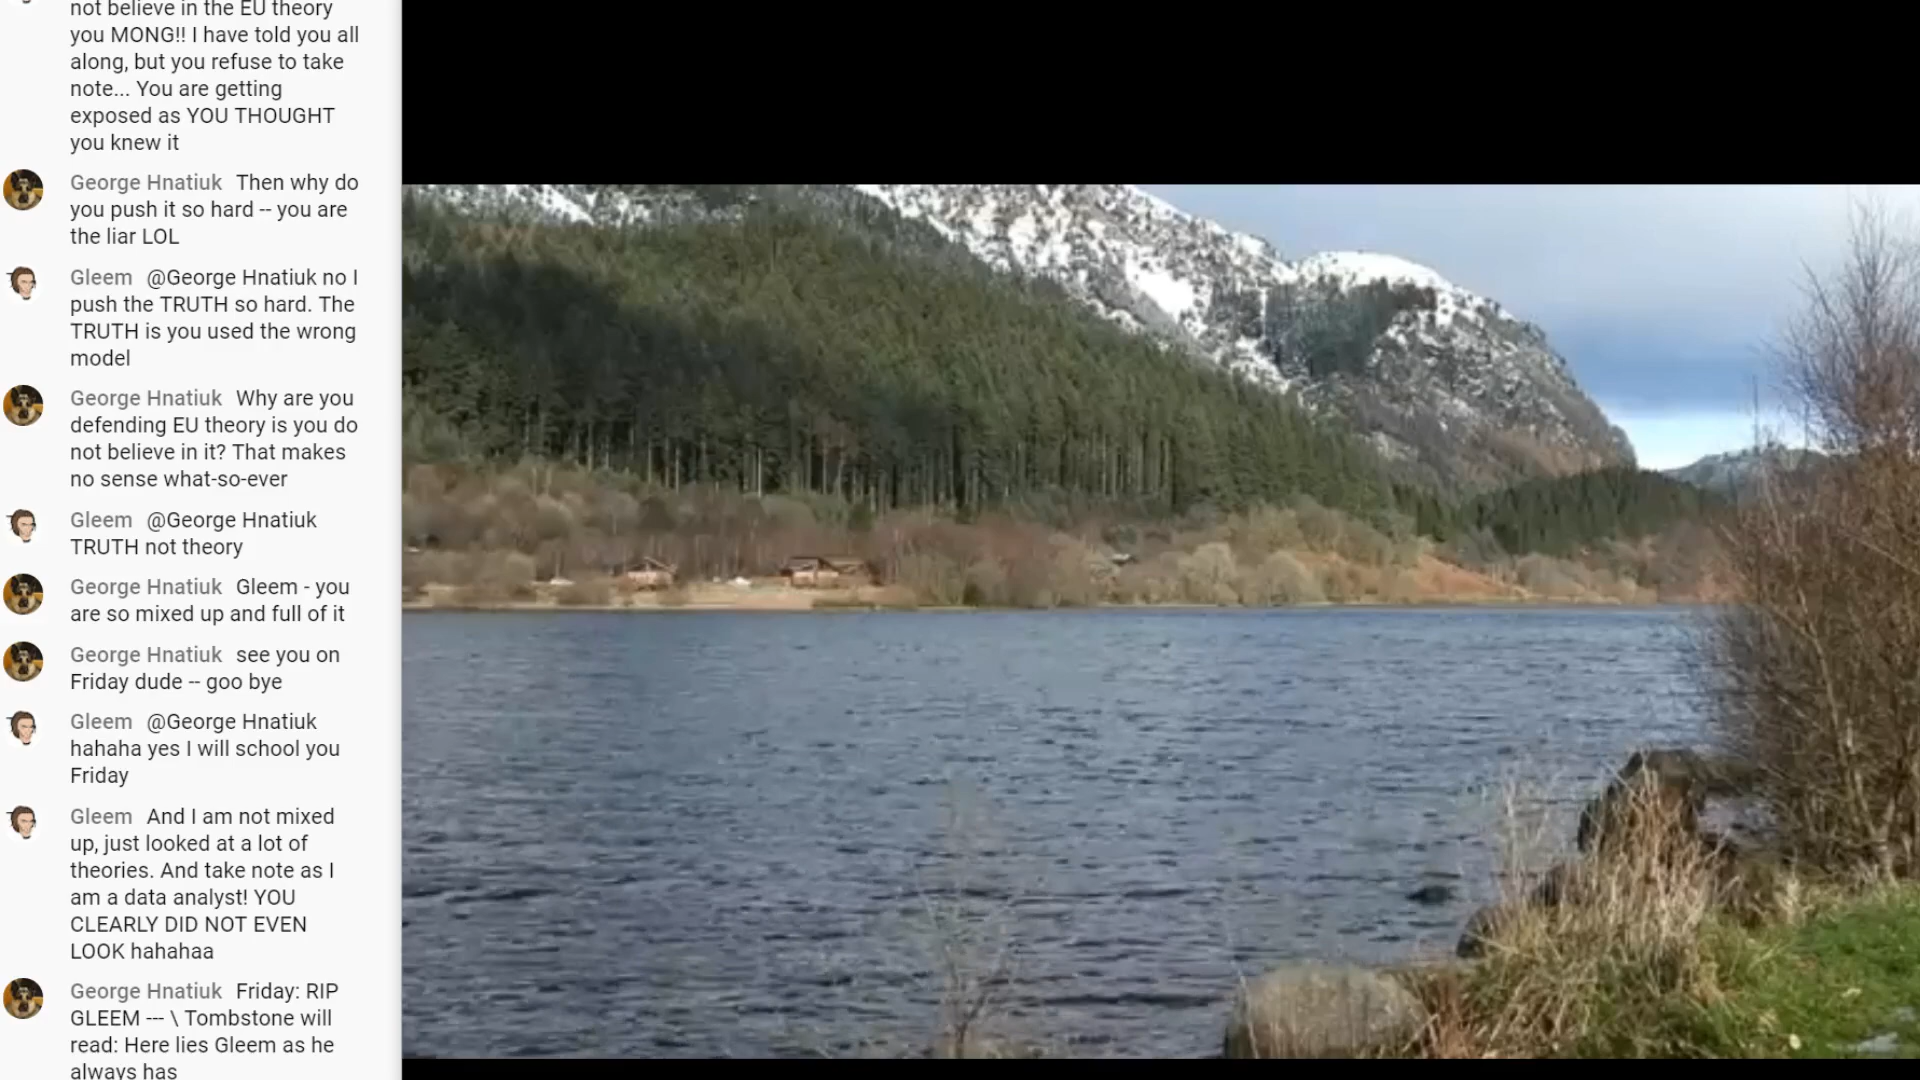 not believe in the EU theory
you MONG!! I have told you all
along, but you refuse to take
note... You are getting
exposed as YOU THOUGHT
you knew it
George Hnatiuk Then why do
you push it so hard -- you are
the liar LOL
Gleem @George Hnatiuk no I
push the TRUTH so hard. The
TRUTH is you used the wrong
model
George Hnatiuk Why are you
defending EU theory is you do
not believe in it? That makes
no sense what-so-ever
Gleem @George Hnatiuk
TRUTH not theory
George Hnatiuk Gleem - you
are so mixed up and full of it
George Hnatiuk see you on
Friday dude -- goo bye
Gleem @George Hnatiuk
hahaha yes I will school you
Friday
Gleem And I am not mixed
up, just looked at a lot of
theories. And take note as I
am a data analyst! YOU
CLEARLY DID NOT EVEN
LOOK hahahaa
George Hnatiuk Friday: RIP
GLEEM --- \ Tombstone will
read: Here lies Gleem as he
always has